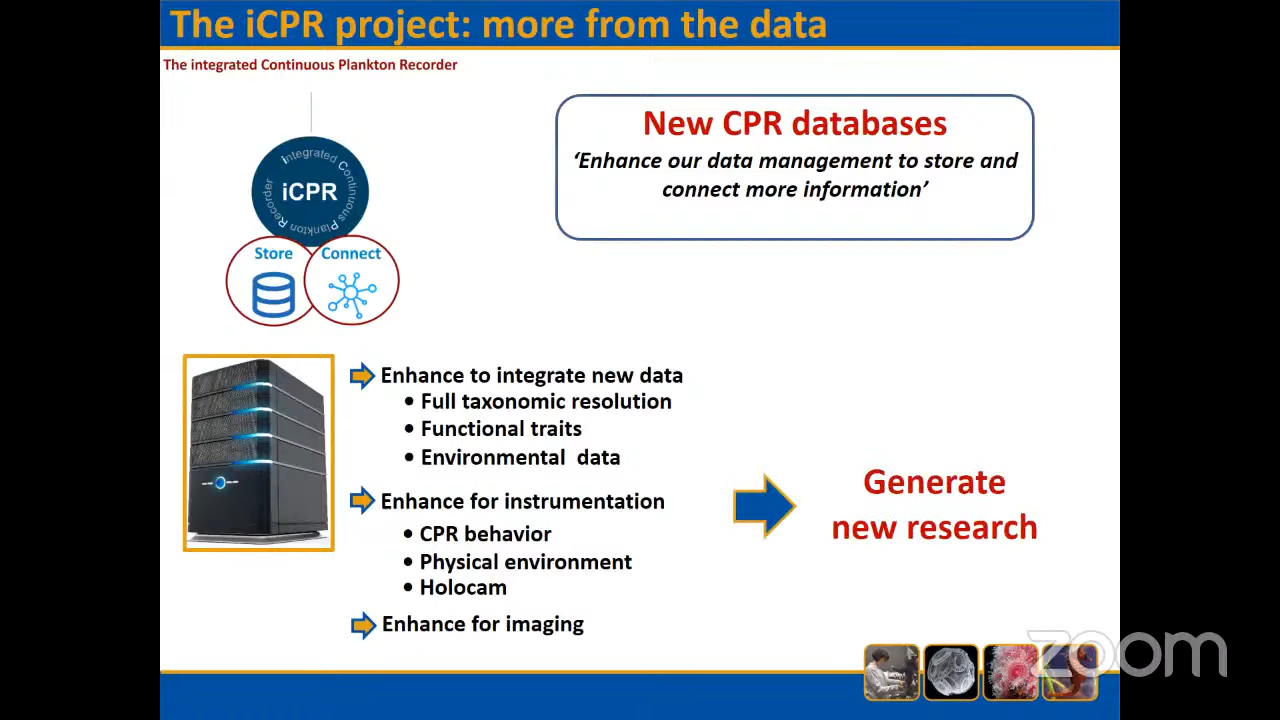 The iCPR project: more from the data
The integrated Continuous Plankton Recorder
integrated Continuous Plankton Recorder
iCPR
Store
Connect
New CPR databases
‘Enhance our data management to store and
connect more information’
Enhance to integrate new data
• Full taxonomic resolution
• Functional traits
• Environmental data
Enhance for instrumentation
• CPR behavior
• Physical environment
• Holocam
Enhance for imaging
Generate
new research
zoom